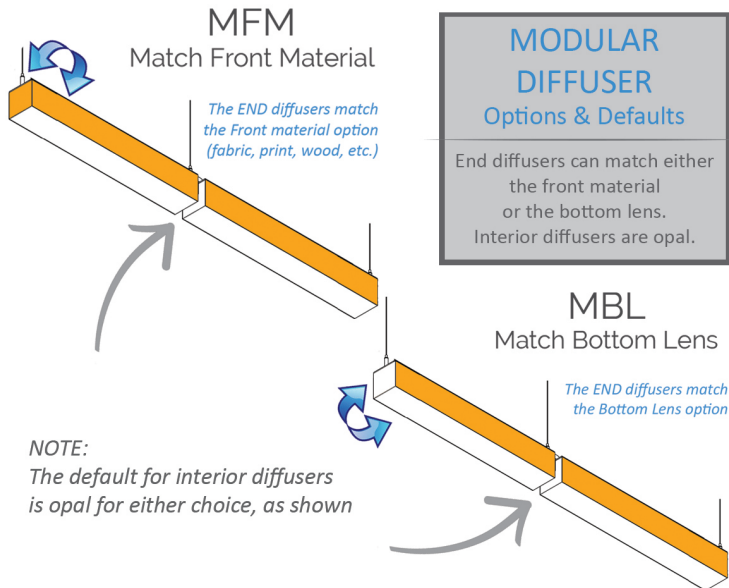 MFM
Match Front Material
The END diffusers match
the Front material option
(fabric, print, wood, etc.)
MODULAR
DIFFUSER
Options & Defaults
End diffusers can match either
the front material
or the bottom lens.
Interior diffusers are opal.
MBL
Match Bottom Lens
The END diffusers match
the Bottom Lens option
NOTE:
The default for interior diffusers
is opal for either choice, as shown